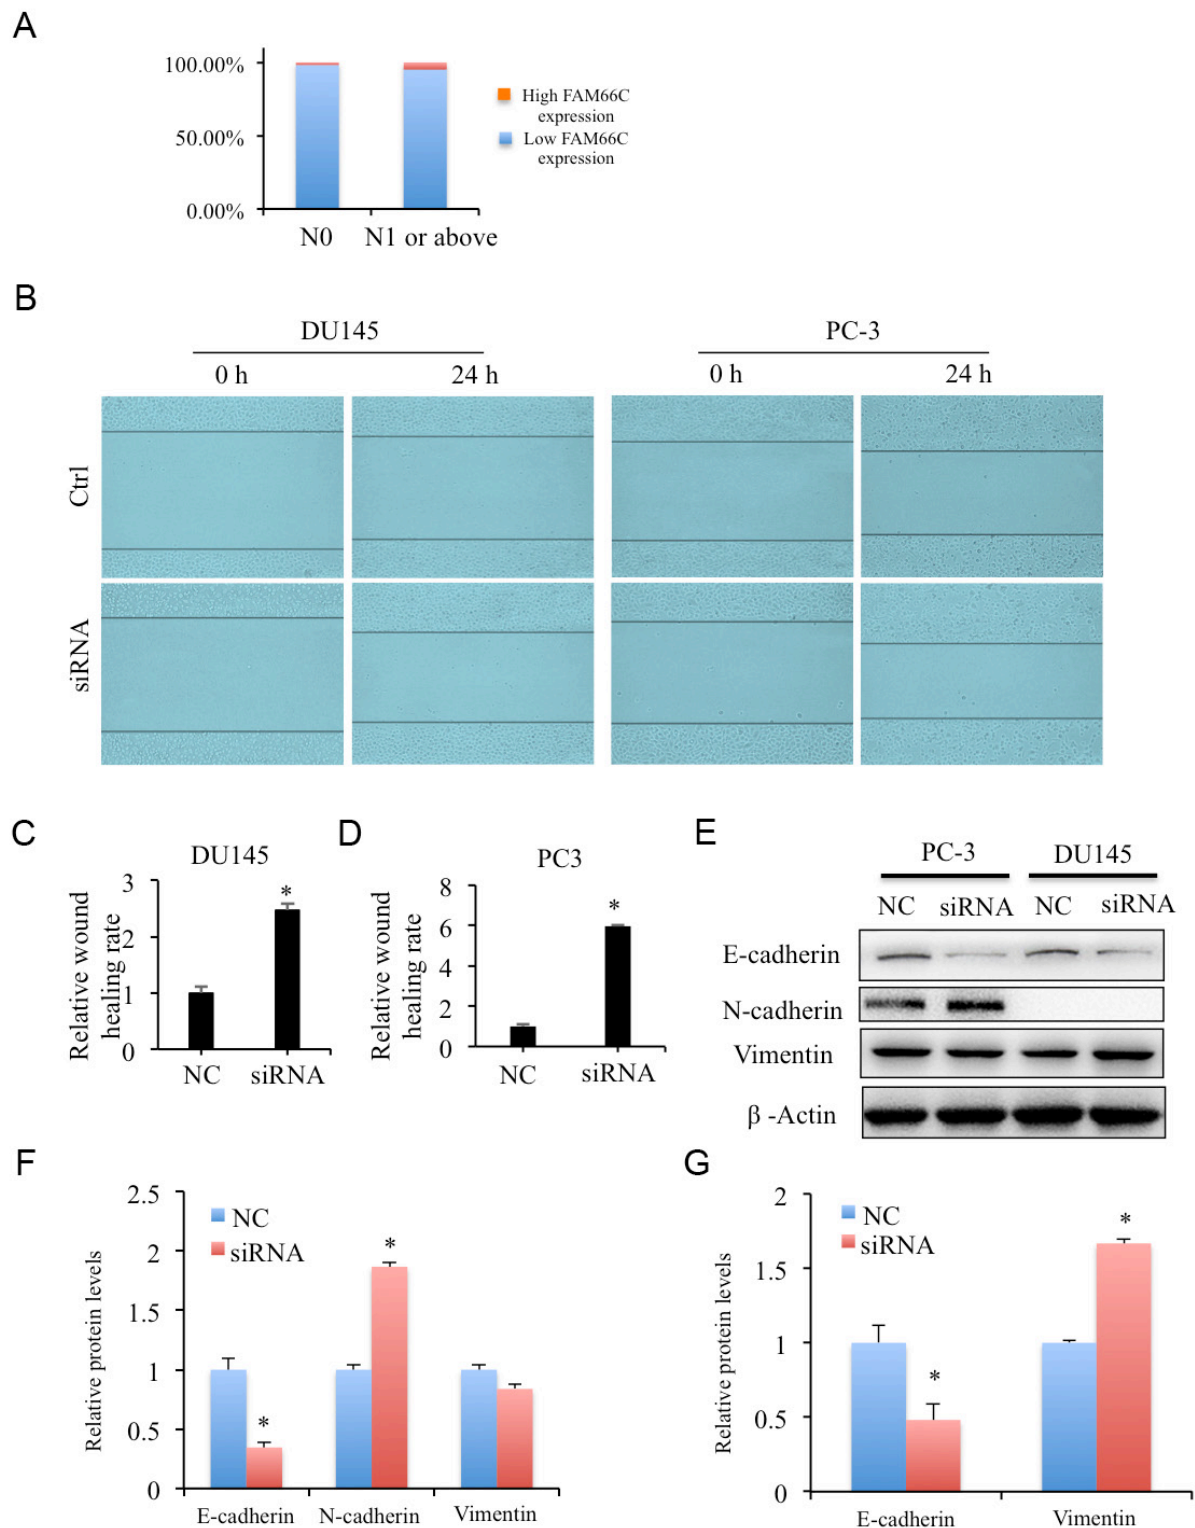 A
100.00%
50.00%
0.00%
N0
N1 or above
High FAM66C
expression
Low FAM66C
expression
B
DU145
PC-3
0 h
24 h
0 h
24 h
Ctrl
siRNA
C
DU145
Relative wound
healing rate
3
2
1
0
NC
siRNA
*
D
PC3
Relative wound
healing rate
8
6
4
2
0
NC
siRNA
*
E
PC-3
DU145
NC
siRNA
NC
siRNA
E-cadherin
N-cadherin
Vimentin
β -Actin
F
Relative protein levels
2.5
2
1.5
1
0.5
0
NC
siRNA
*
*
E-cadherin
N-cadherin
Vimentin
G
Relative protein levels
2
1.5
1
0.5
0
NC
siRNA
*
*
E-cadherin
Vimentin